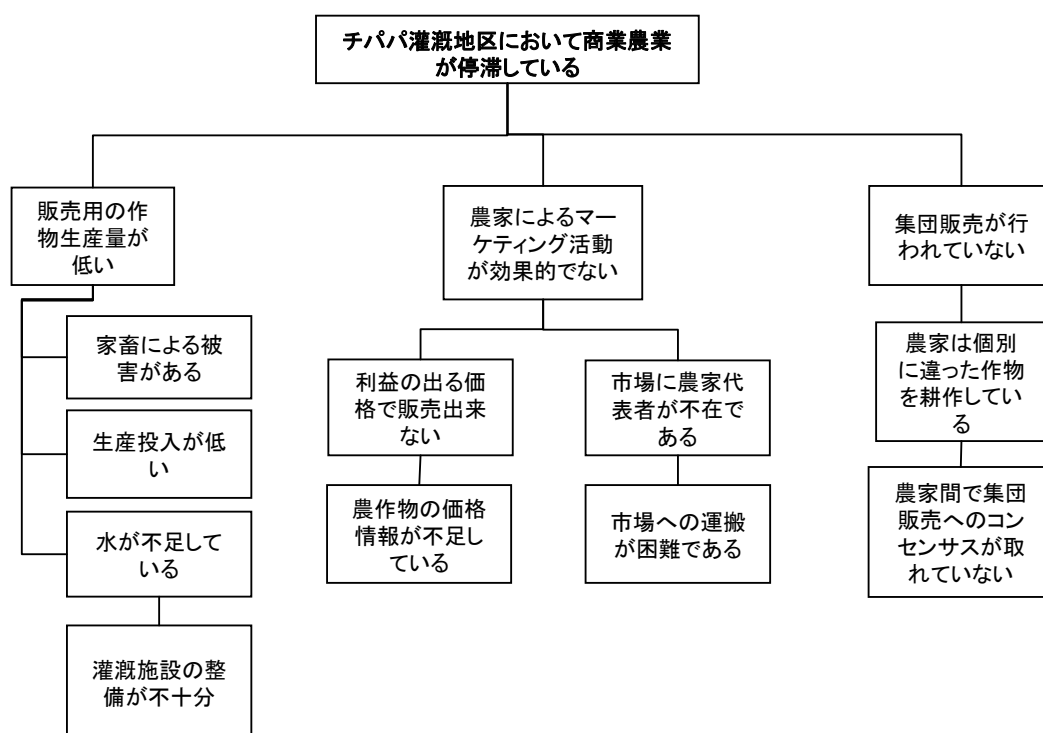 チパパ灌漑地区において商業農業
が停滞している
販売用の作
物生産量が
低い
農家によるマー
ケティング活動
が効果的でない
集団販売が行
われていない
家畜による被
害がある
利益の出る価
格で販売出来
ない
市場に農家代
表者が不在で
ある
農家は個別
に違った作物
を耕作してい
る
生産投入が低
い
農作物の価格
情報が不足し
ている
市場への運搬
が困難である
農家間で集団
販売へのコン
センサスが取
れていない
水が不足して
いる
灌漑施設の整
備が不十分